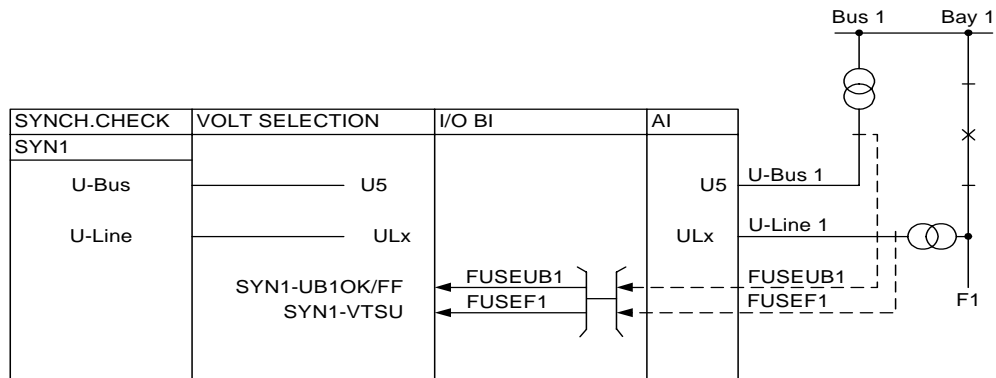 Bus 1 Bay 1
SYNCH.CHECK VOLT SELECTION I/O BI AI
SYN1
U-Bus U5 U5 U-Bus 1
U-Line ULx ULx U-Line 1
SYN1-UB1OK/FF FUSEUB1 FUSEUB1
SYN1-VTSU FUSEF1 FUSEF1
F1